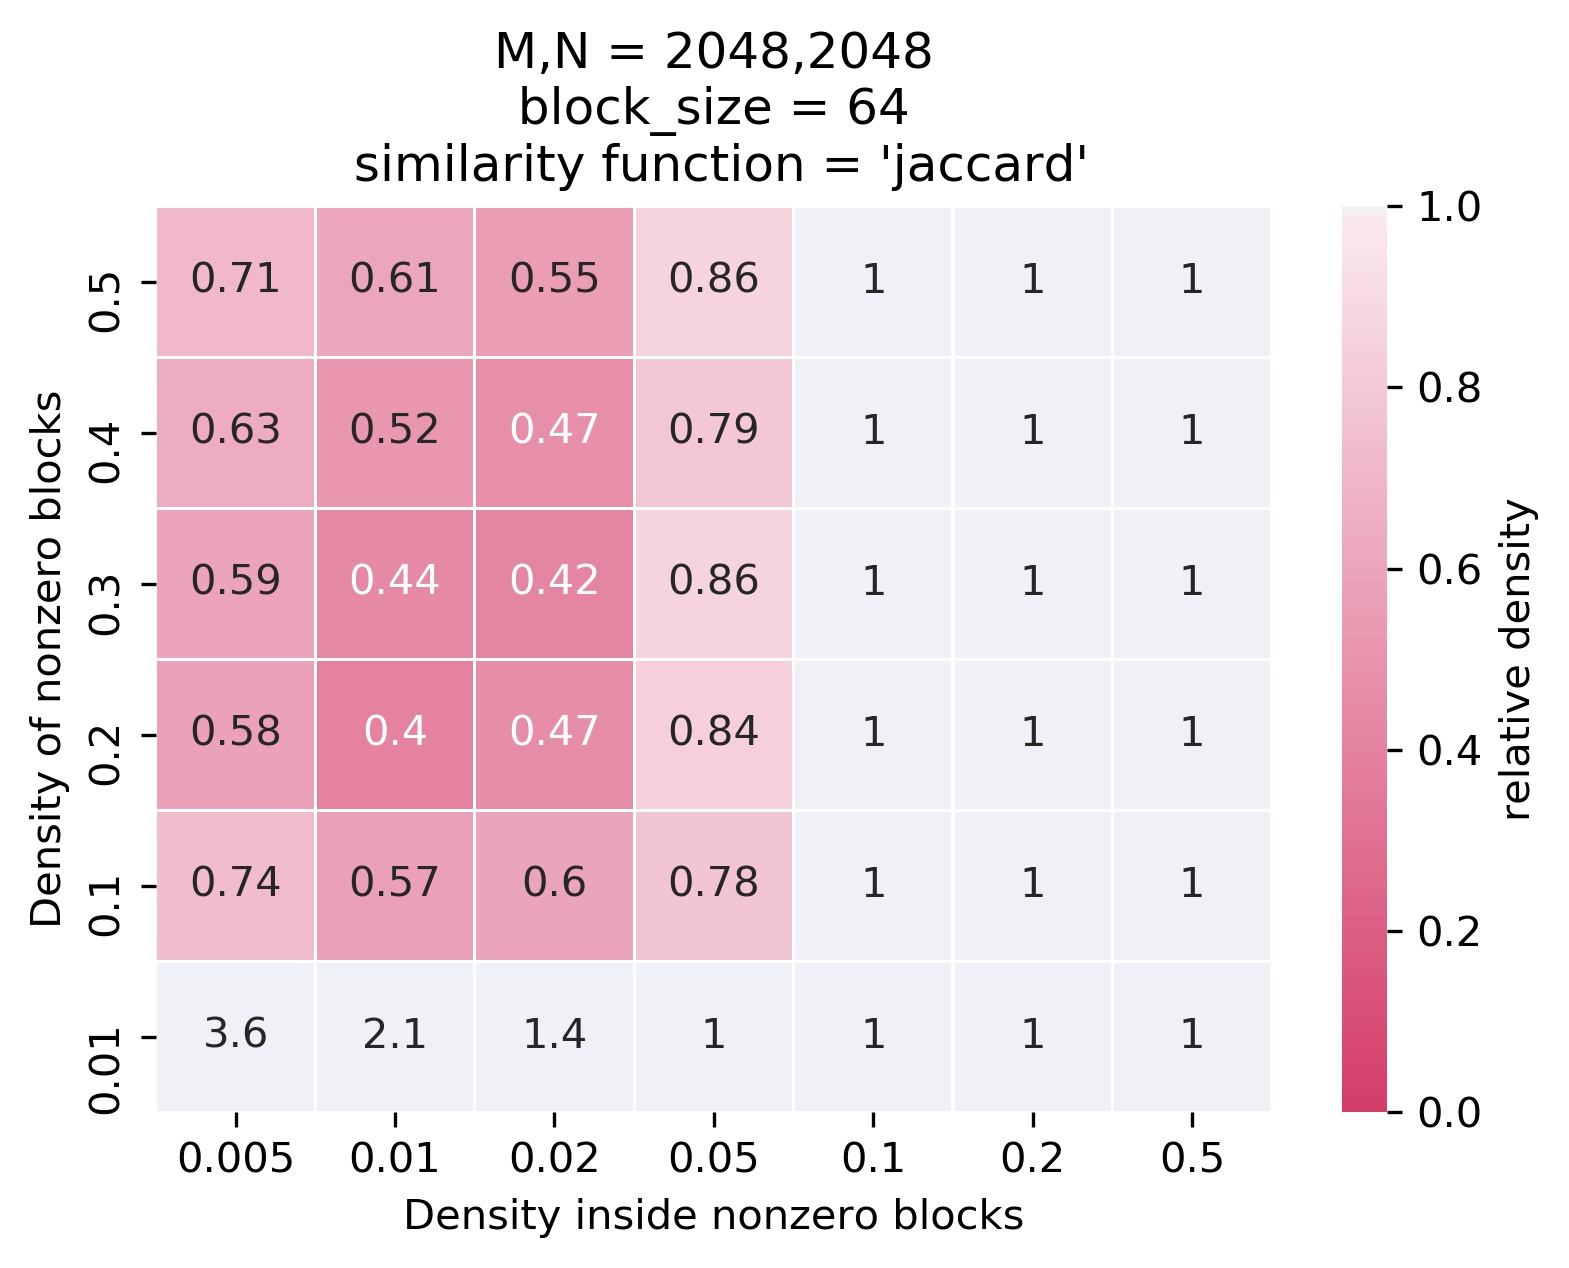 M,N = 2048,2048
block_size = 64
similarity function = 'jaccard'
Density of nonzero blocks
0.5 0.71 0.61 0.55 0.86 1 1 1
0.4 0.63 0.52 0.47 0.79 1 1 1
0.3 0.59 0.44 0.42 0.86 1 1 1
0.2 0.58 0.4 0.47 0.84 1 1 1
0.1 0.74 0.57 0.6 0.78 1 1 1
0.01 3.6 2.1 1.4 1 1 1 1
0.005 0.01 0.02 0.05 0.1 0.2 0.5
Density inside nonzero blocks
1.0
0.8
0.6
0.4
0.2
0.0
relative density